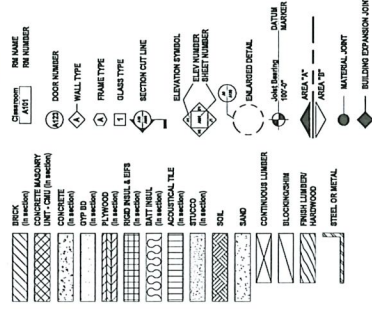 Classroom
A101
RM NAME
RM NUMBER
A123
DOOR NUMBER
A
WALL TYPE
A
FRAME TYPE
1
GLASS TYPE
SECTION CUT LINE
ELEVATION SYMBOL
ELEV NUMBER
SHEET NUMBER
ENLARGED DETAIL
Joist Bearing
100'-0"
DATUM
MARKER
AREA "A"
AREA "B"
MATERIAL JOINT
BUILDING EXPANSION JOINT
BRICK
(in section)
CONCRETE MASONRY
UNIT - CMU (in section)
CONCRETE
(in section)
GYP BD
(in section)
PLYWOOD
(in section)
RIGID INSUL & EIFS
(in section)
BATT INSUL
(in section)
ACOUSTICAL TILE
(in section)
STUCCO
(in section)
SOIL
SAND
CONTINUOUS LUMBER
BLOCKING/SHIM
FINISH LUMBER/
HARDWOOD
STEEL OR METAL